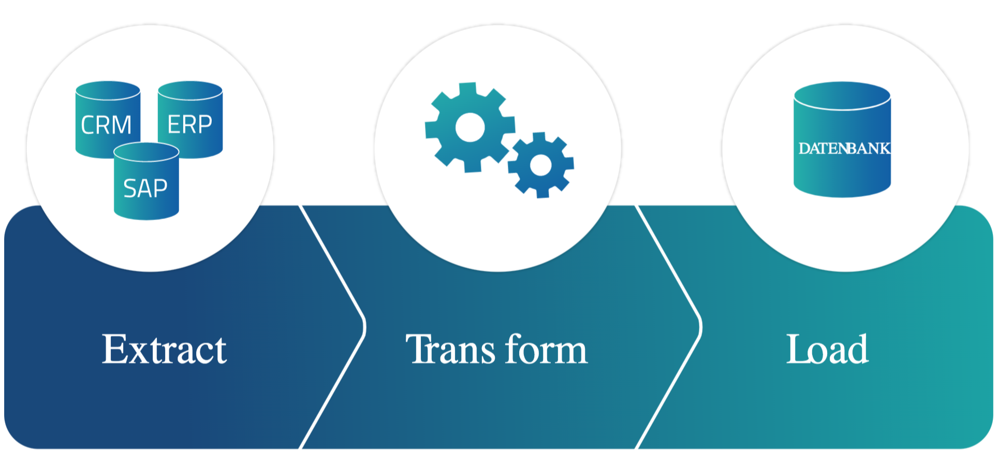 CRM
ERP
SAP
DATENBANK
Extract
Trans form
Load